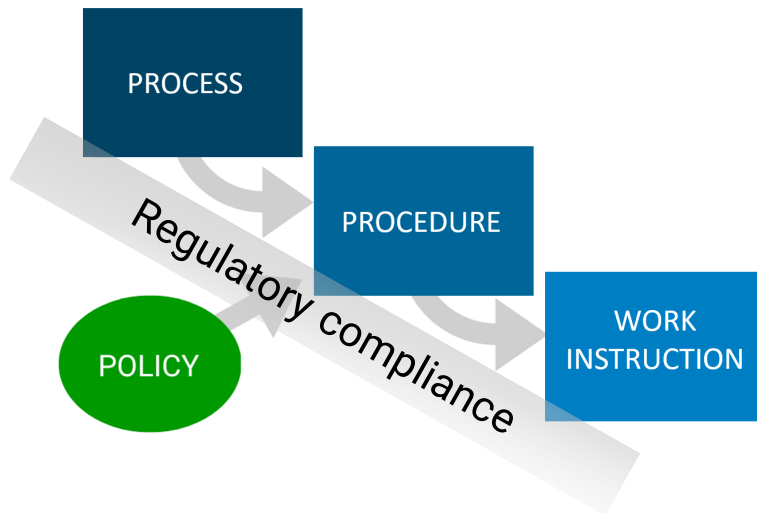 PROCESS
PROCEDURE
Regulatory compliance
WORK
INSTRUCTION
POLICY